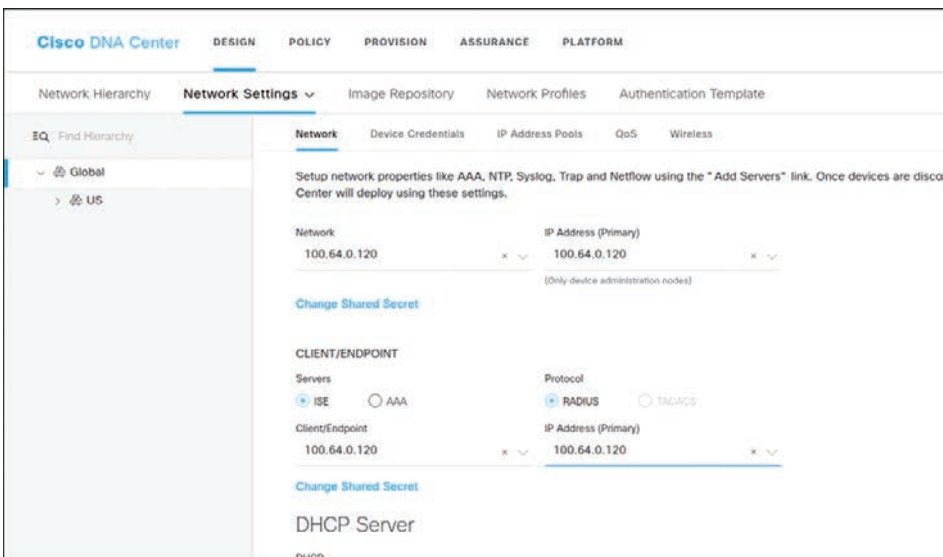 Cisco DNA Center DESIGN POLICY PROVISION ASSURANCE PLATFORM
Network Hierarchy Network Settings Image Repository Network Profiles Authentication Template
Find Hierarchy
Global
US
Network Device Credentials IP Address Pools QoS Wireless
Setup network properties like AAA, NTP, Syslog, Trap and Netflow using the "Add Servers" link. Once devices are disco
Center will deploy using these settings.
Network IP Address (Primary)
100.64.0.120 100.64.0.120
(Only device administration nodes)
Change Shared Secret
CLIENT/ENDPOINT
Servers Protocol
ISE AAA RADIUS TACACS
Client/Endpoint IP Address (Primary)
100.64.0.120 100.64.0.120
Change Shared Secret
DHCP Server
DHCP